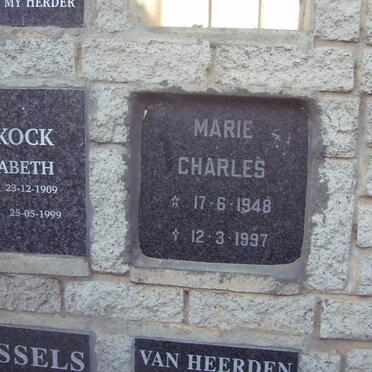 MY HERDER
KOCK
ABETH
23-12-1909
25-05-1999
MARIE
CHARLES
☆ 17-6-1948
✝ 12-3-1997
SSELS
VAN HEERDEN